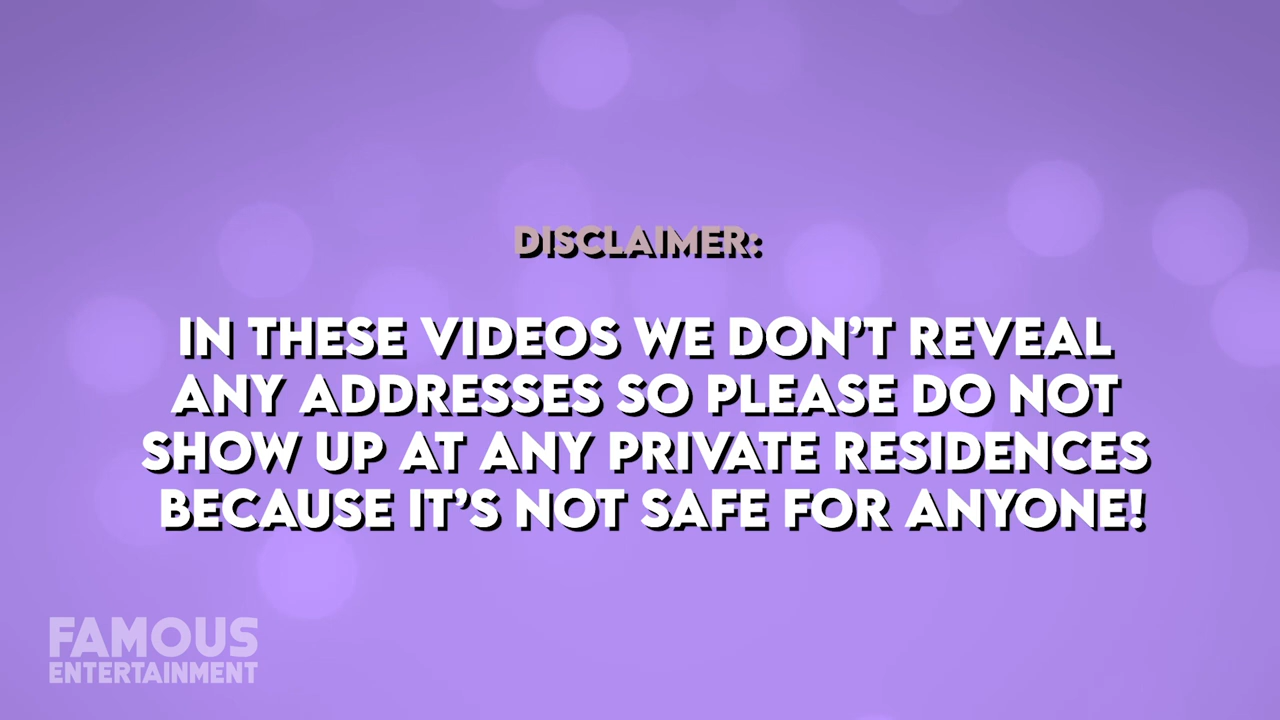 DISCLAIMER:
IN THESE VIDEOS WE DON'T REVEAL
ANY ADDRESSES SO PLEASE DO NOT
SHOW UP AT ANY PRIVATE RESIDENCES
BECAUSE IT'S NOT SAFE FOR ANYONE!
FAMOUS
ENTERTAINMENT